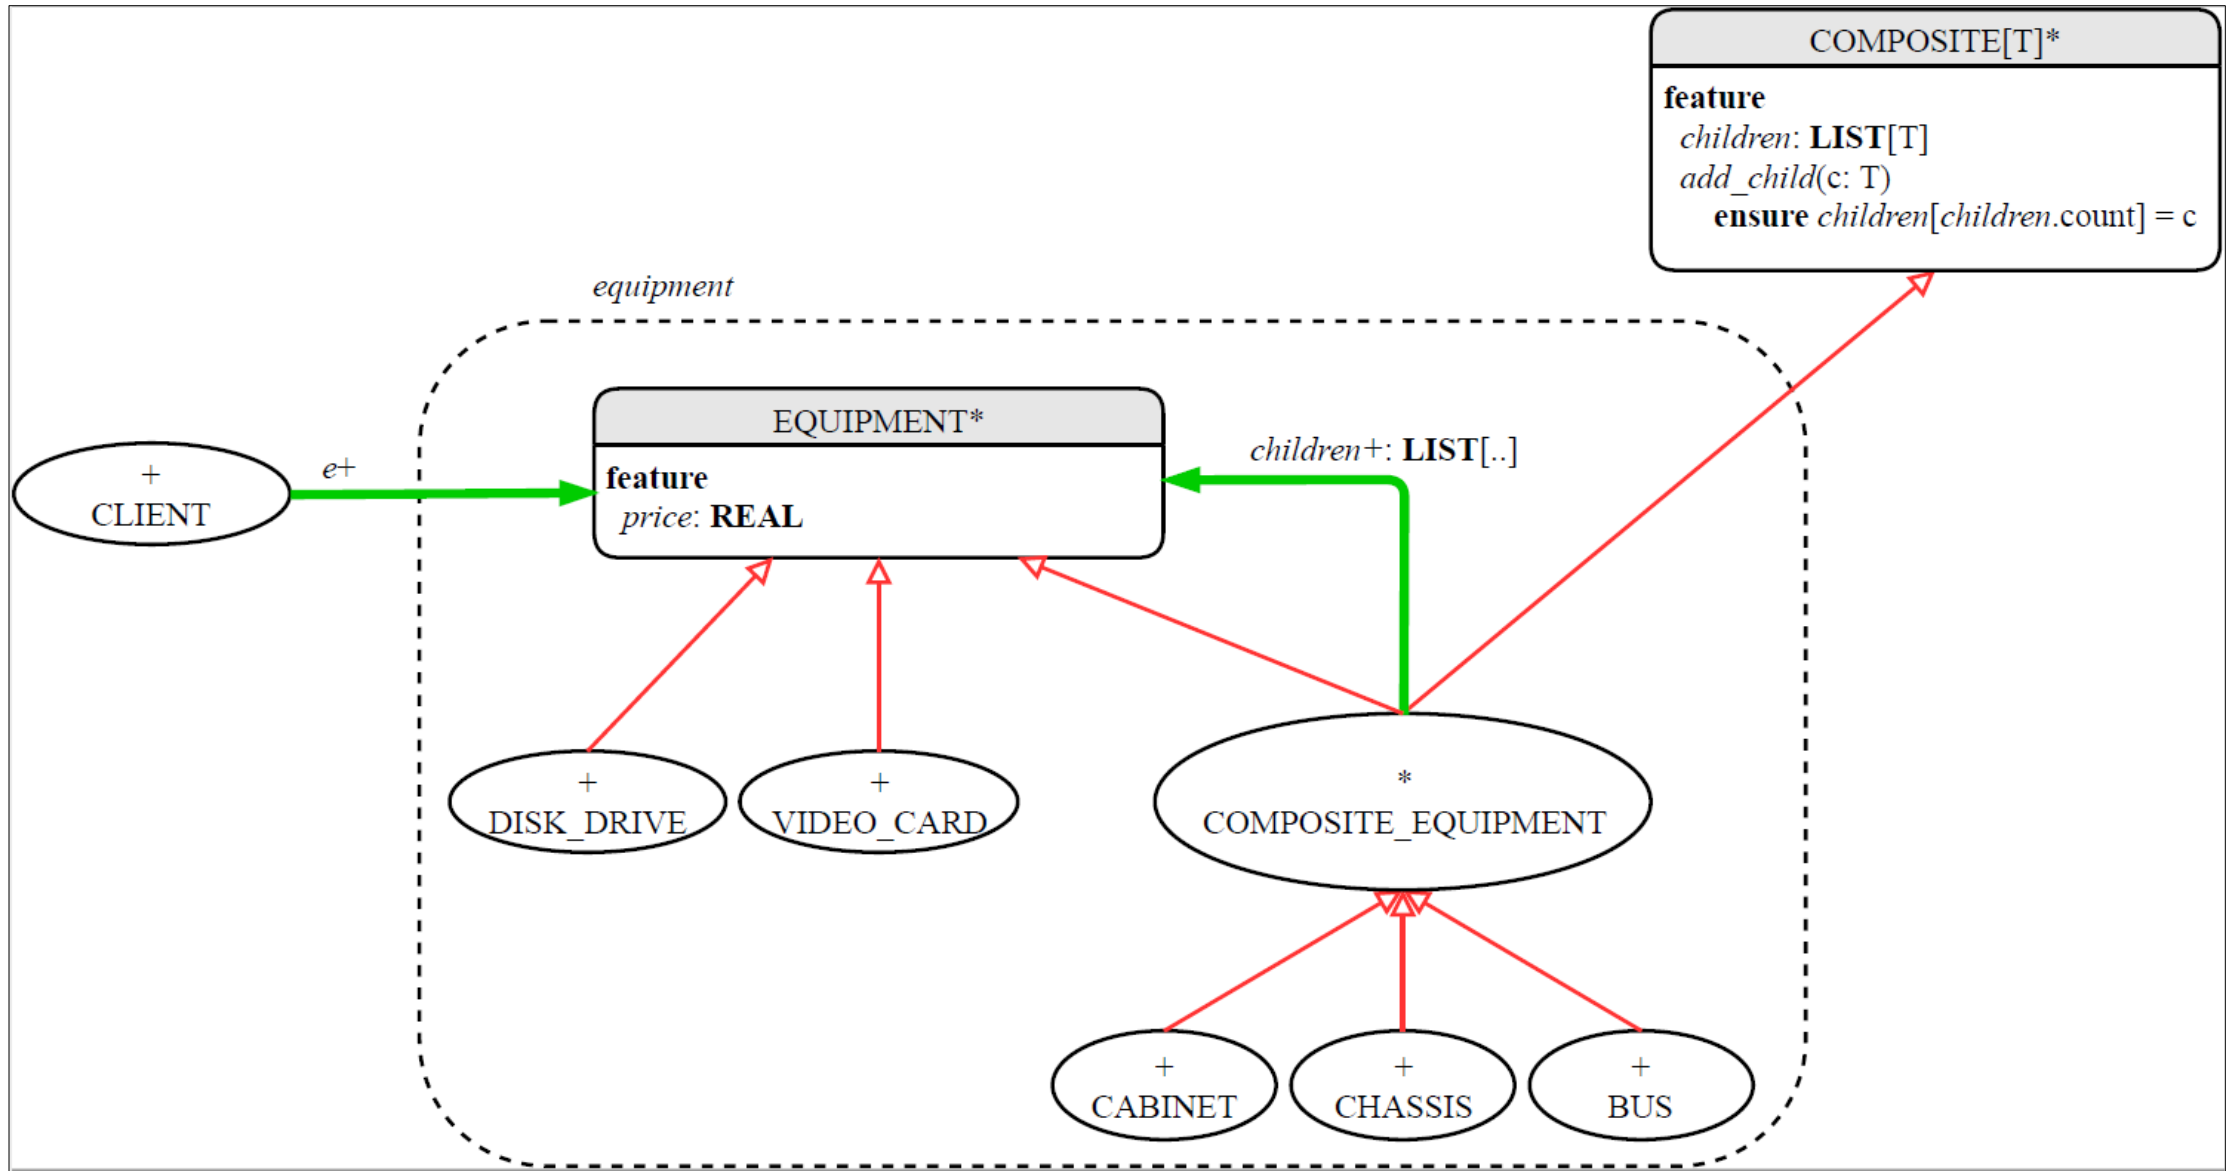 COMPOSITE[T]*
feature
children: LIST[T]
add_child(c: T)
ensure children[children.count] = c
equipment
EQUIPMENT*
feature
price: REAL
children+: LIST[..]
e+
+
CLIENT
+
DISK_DRIVE
+
VIDEO_CARD
*
COMPOSITE_EQUIPMENT
+
CABINET
+
CHASSIS
+
BUS